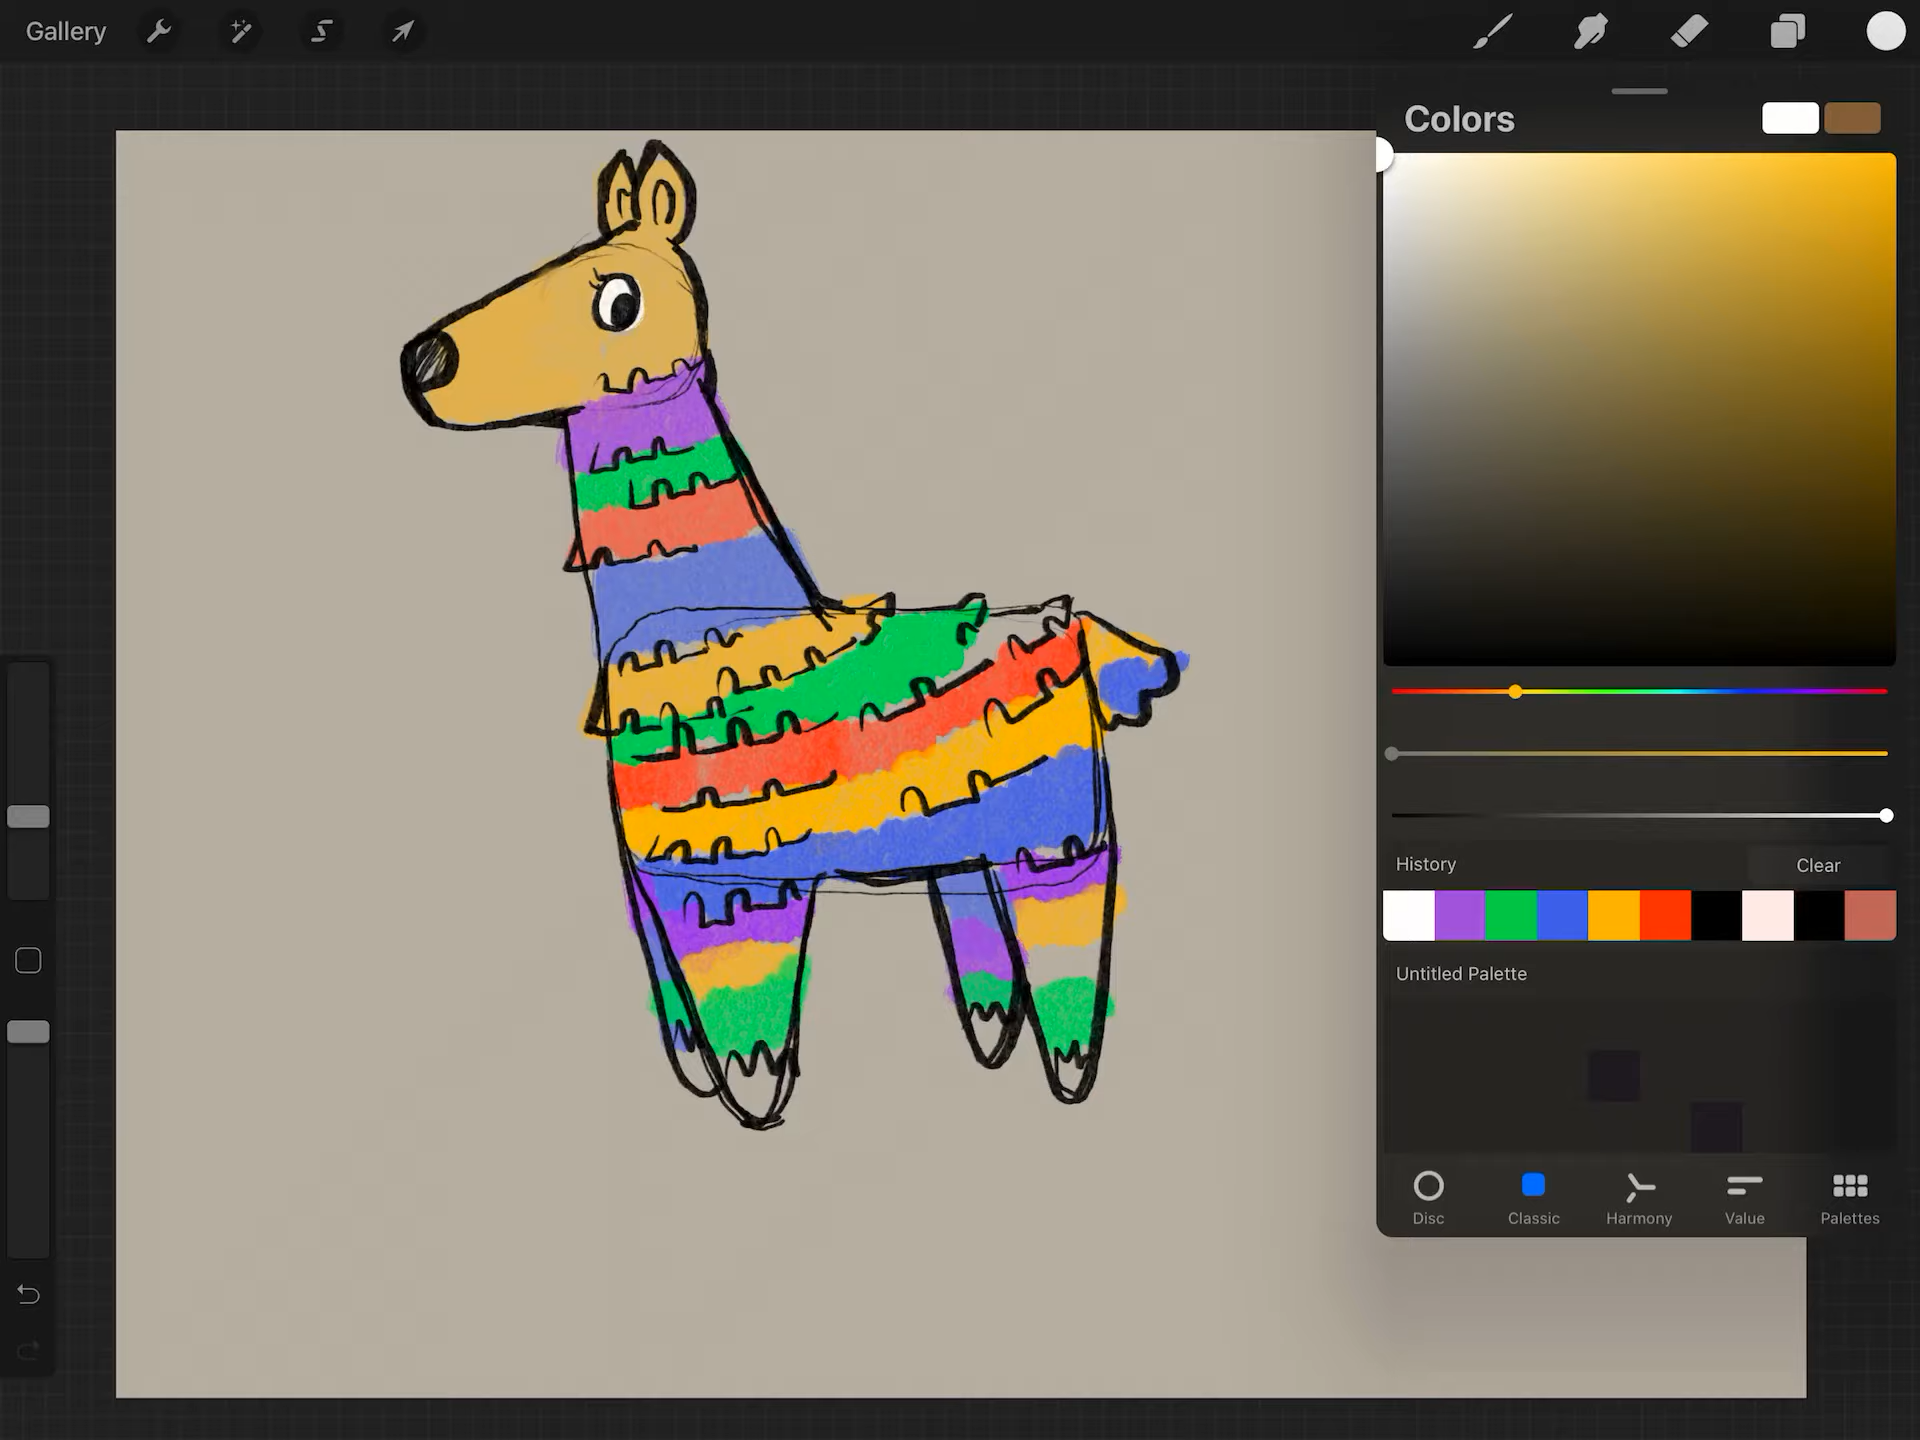 Gallery
Colors
History
Clear
Untitled Palette
Disc
Classic
Harmony
Value
Palettes